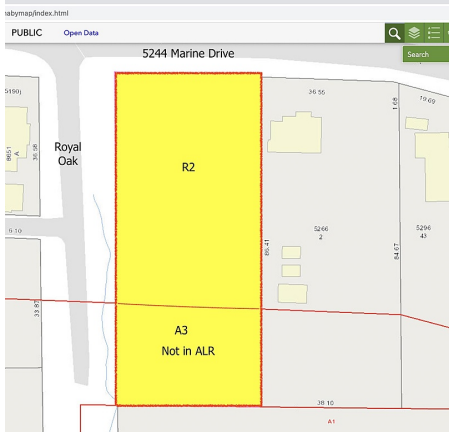 abymap/index.html
PUBLIC
Open Data
Search
5244 Marine Drive
5190)
36 55
19 69
1.68
8651
A
36.58
Royal
Oak
R2
6 10
86.41
5266
2
84.67
5296
43
33.87
A3
Not in ALR
38 10
A1